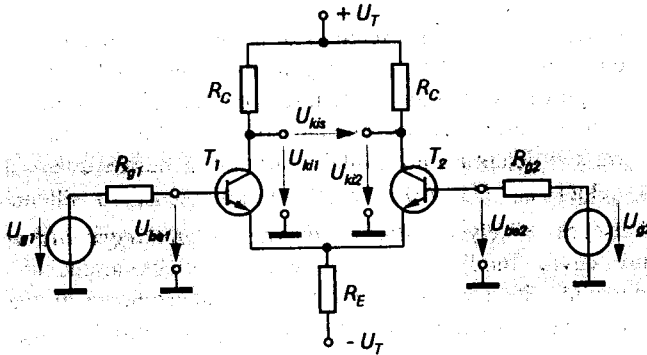 + U_T
R_C
R_C
U_kis
T_1
U_ki1
U_ki2
T_2
R_g1
R_g2
U_g1
U_be1
U_be2
U_g2
R_E
- U_T